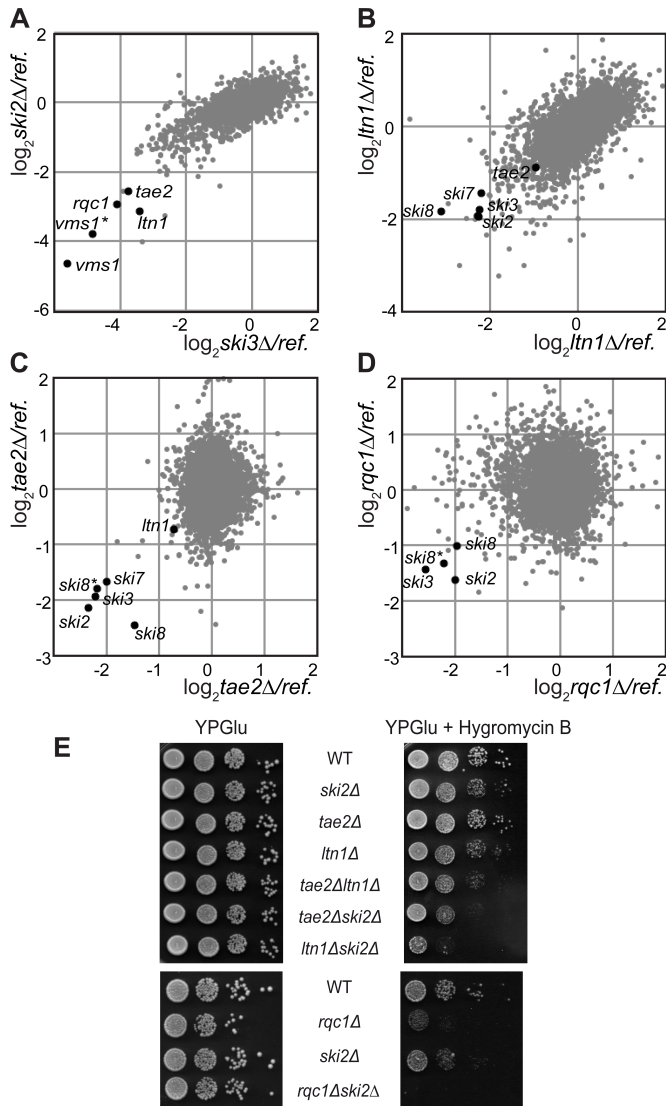 A
B
2
0
-2
-4
-6
log2ski2Δ/ref.
rqc1
tae2
vms1*
ltn1
vms1
-4
-2
0
2
log2ski3Δ/ref.
2
0
-2
-4
log2ltn1Δ/ref.
tae2
ski7
ski8
ski3
ski2
-2
0
2
log2ltn1Δ/ref.
C
D
2
1
0
-1
-2
-3
log2tae2Δ/ref.
ltn1
ski7
ski8*
ski3
ski2
ski8
-2
-1
0
1
2
log2tae2Δ/ref.
2
1
0
-1
-2
-3
log2rqc1Δ/ref.
ski8
ski8*
ski3
ski2
-2
-1
0
1
2
log2rqc1Δ/ref.
E
YPGlu
YPGlu + Hygromycin B
WT
ski2Δ
tae2Δ
ltn1Δ
tae2Δltn1Δ
tae2Δski2Δ
ltn1Δski2Δ
WT
rqc1Δ
ski2Δ
rqc1Δski2Δ